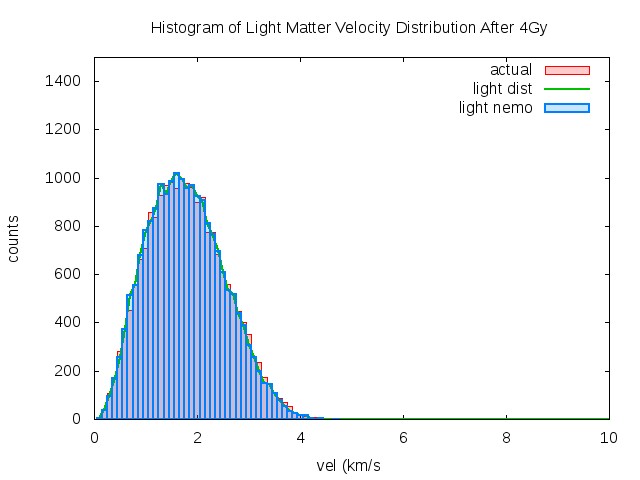 Histogram of Light Matter Velocity Distribution After 4Gy
actual
light dist
light nemo
1400
1200
1000
800
600
400
200
0
counts
0 2 4 6 8 10
vel (km/s